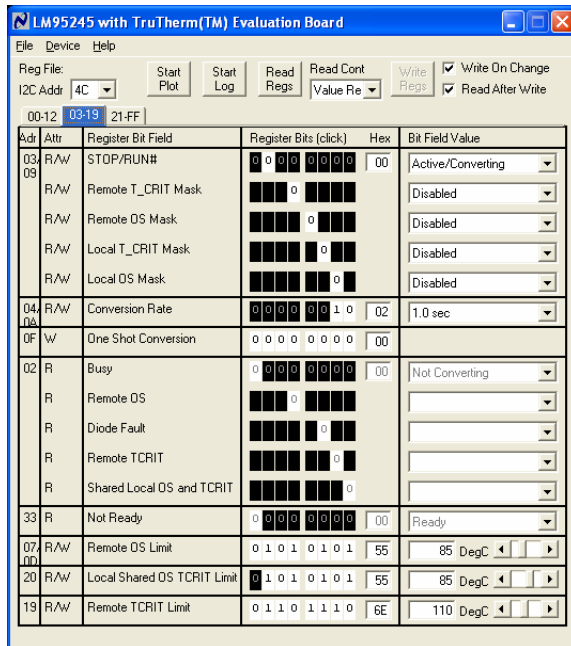 LM95245 with TruTherm(TM) Evaluation Board
File Device Help
Reg File:
I2C Addr 4C
Start Plot
Start Log
Read Regs
Read Cont
Value Re
Write Regs
Write On Change
Read After Write
00-12 03-19 21-FF
Adr Attr Register Bit Field Register Bits (click) Hex Bit Field Value
03/09 R/W STOP/RUN# 0 0 0 0 0 0 0 0 00 Active/Converting
R/W Remote T_CRIT Mask 0 Disabled
R/W Remote OS Mask 0 Disabled
R/W Local T_CRIT Mask 0 Disabled
R/W Local OS Mask 0 Disabled
04/0A R/W Conversion Rate 0 0 0 0 0 0 1 0 02 1.0 sec
0F W One Shot Conversion 0 0 0 0 0 0 0 0 00
02 R Busy 0 0 0 0 0 0 0 0 00 Not Converting
R Remote OS 0
R Diode Fault 0
R Remote TCRIT 0
R Shared Local OS and TCRIT 0
33 R Not Ready 0 0 0 0 0 0 0 0 00 Ready
07/0D R/W Remote OS Limit 0 1 0 1 0 1 0 1 55 85 DegC
20 R/W Local Shared OS TCRIT Limit 0 1 0 1 0 1 0 1 55 85 DegC
19 R/W Remote TCRIT Limit 0 1 1 0 1 1 1 0 6E 110 DegC